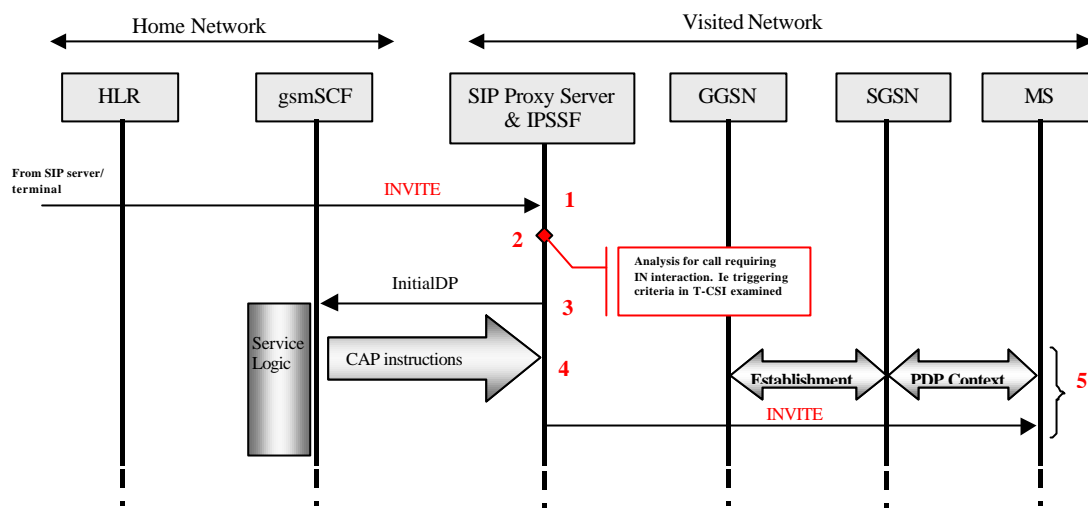 Home Network
Visited Network
HLR
gsmSCF
SIP Proxy Server
& IPSSF
GGSN
SGSN
MS
From SIP server/
terminal
INVITE
1
2
Analysis for call requiring
IN interaction. Ie triggering
criteria in T-CSI examined
InitialDP
3
Service
Logic
CAP instructions
4
Establishment
PDP Context
5
INVITE